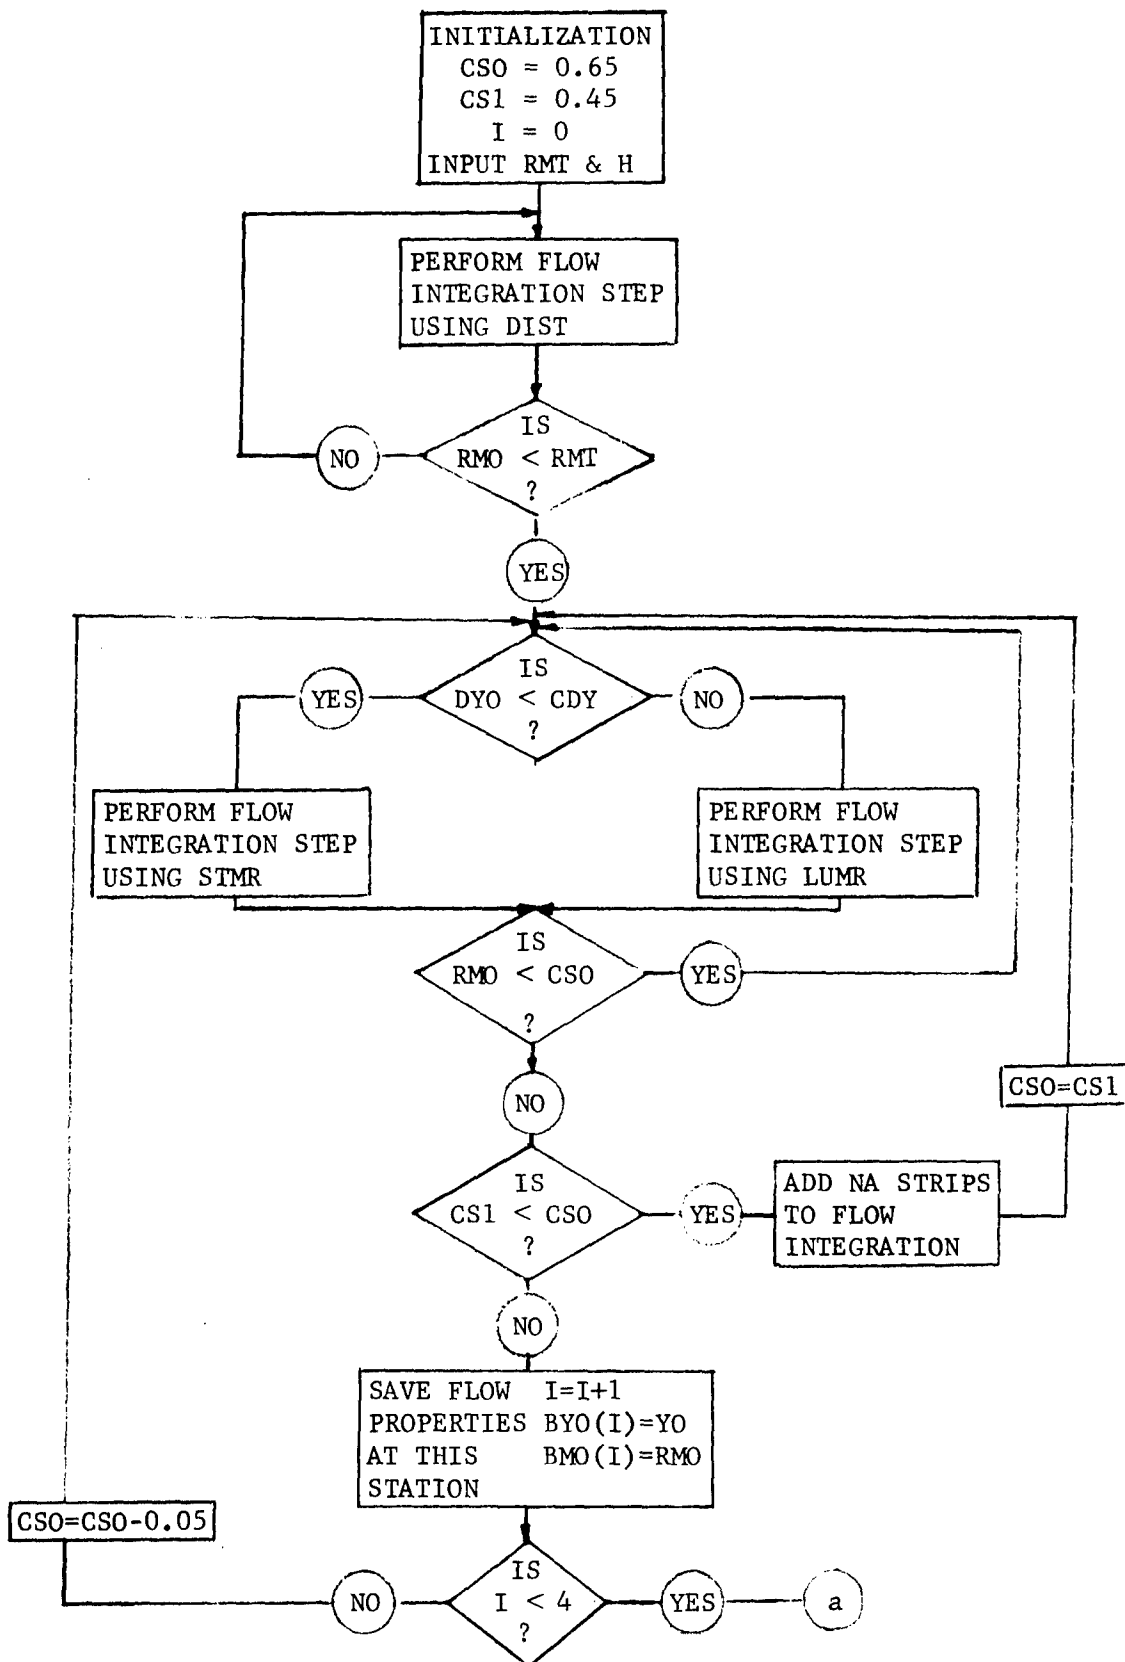 INITIALIZATION
CSO = 0.65
CS1 = 0.45
I = 0
INPUT RMT & H
PERFORM FLOW
INTEGRATION STEP
USING DIST
IS
RMO < RMT
?
NO
YES
IS
DYO < CDY
?
YES
NO
PERFORM FLOW
INTEGRATION STEP
USING STMR
PERFORM FLOW
INTEGRATION STEP
USING LUMR
IS
RMO < CSO
?
YES
NO
CSO=CS1
IS
CS1 < CSO
?
YES
ADD NA STRIPS
TO FLOW
INTEGRATION
NO
SAVE FLOW I=I+1
PROPERTIES BYO(I)=YO
AT THIS BMO(I)=RMO
STATION
CSO=CSO-0.05
IS
I < 4
?
NO
YES
a